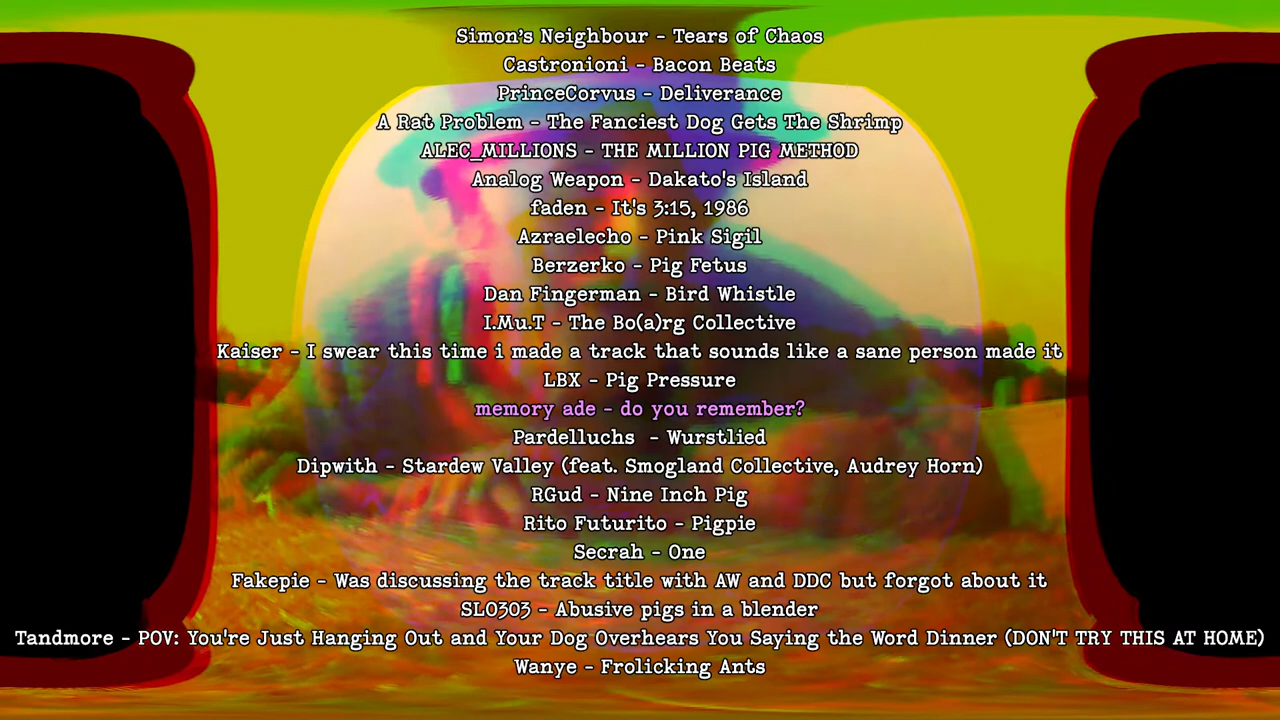 Simon's Neighbour - Tears of Chaos
Castronioni - Bacon Beats
PrinceCorvus - Deliverance
A Rat Problem - The Fanciest Dog Gets The Shrimp
ALEC_MILLIONS - THE MILLION PIG METHOD
Analog Weapon - Dakato's Island
faden - It's 3:15, 1986
Azraelecho - Pink Sigil
Berzerko - Pig Fetus
Dan Fingerman - Bird Whistle
I.Mu.T - The Bo(a)rg Collective
Kaiser - I swear this time i made a track that sounds like a sane person made it
LBX - Pig Pressure
memory ade - do you remember?
Pardelluchs - Wurstlied
Dipwith - Stardew Valley (feat. Smogland Collective, Audrey Horn)
RGud - Nine Inch Pig
Rito Futurito - Pigpie
Secrah - One
Fakepie - Was discussing the track title with AW and DDC but forgot about it
SLO303 - Abusive pigs in a blender
Tandmore - POV: You're Just Hanging Out and Your Dog Overhears You Saying the Word Dinner (DON'T TRY THIS AT HOME)
Wanye - Frolicking Ants